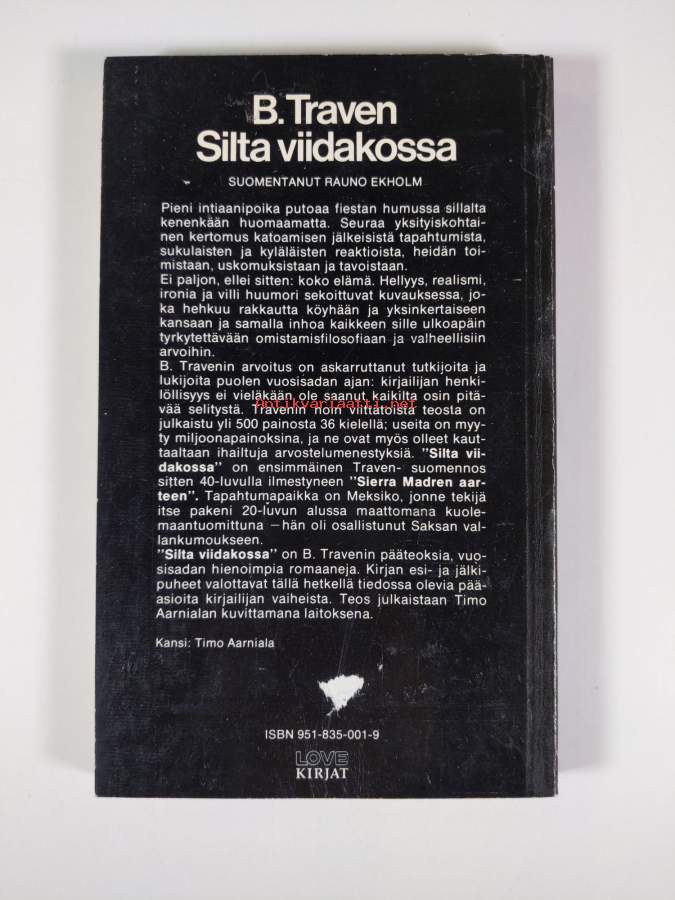 B. Traven
Silta viidakossa
SUOMENTANUT RAUNO EKHOLM
Pieni intiaanipoika putoaa fiestan humussa sillalta
kenenkään huomaamatta. Seuraa yksityiskohtai-
nen kertomus katoamisen jälkeisistä tapahtumista,
sukulaisten ja kyläläisten reaktioista, heidän toi-
mistaan, uskomuksistaan ja tavoistaan.
Ei paljon, ellei sitten: koko elämä. Hellyys, realismi,
ironia ja villi huumori sekoittuvat kuvauksessa, jo-
ka hehkuu rakkautta köyhään ja yksinkertaiseen
kansaan ja samalla inhoa kaikkeen sille ulkoapäin
tyrkytettävään omistamisfilosofiaan ja valheellisiin
arvoihin.
B. Travenin arvoitus on askarruttanut tutkijoita ja
lukijoita puolen vuosisadan ajan: kirjailijan henki-
löllisyys ei vieläkään ole saanut kaikilta osin pitä-
vää selitystä. Travenin noin viittätoista teosta on
antikvariaatti.net
julkaistu yli 500 painosta 36 kielellä; useita on myy-
ty miljoonapainoksina, ja ne ovat myös olleet kaut-
taaltaan ihailtuja arvostelumenestyksiä. "Silta vii-
dakossa" on ensimmäinen Traven- suomennos
sitten 40-luvulla ilmestyneen "Sierra Madren aar-
teen". Tapahtumapaikka on Meksiko, jonne tekijä
itse pakeni 20-luvun alussa maattomana kuole-
maantuomittuna —hän oli osallistunut Saksan val-
lankumoukseen.
"Silta viidakossa" on B. Travenin pääteoksia, vuo-
sisadan hienoimpia romaaneja. Kirjan esi- ja jälki-
puheet valottavat tällä hetkellä tiedossa olevia pää-
asioita kirjailijan vaiheista. Teos julkaistaan Timo
Aarnialan kuvittamana laitoksena.
Kansi: Timo Aarniala
ISBN 951-835-001-9
LOVE
KIRJAT